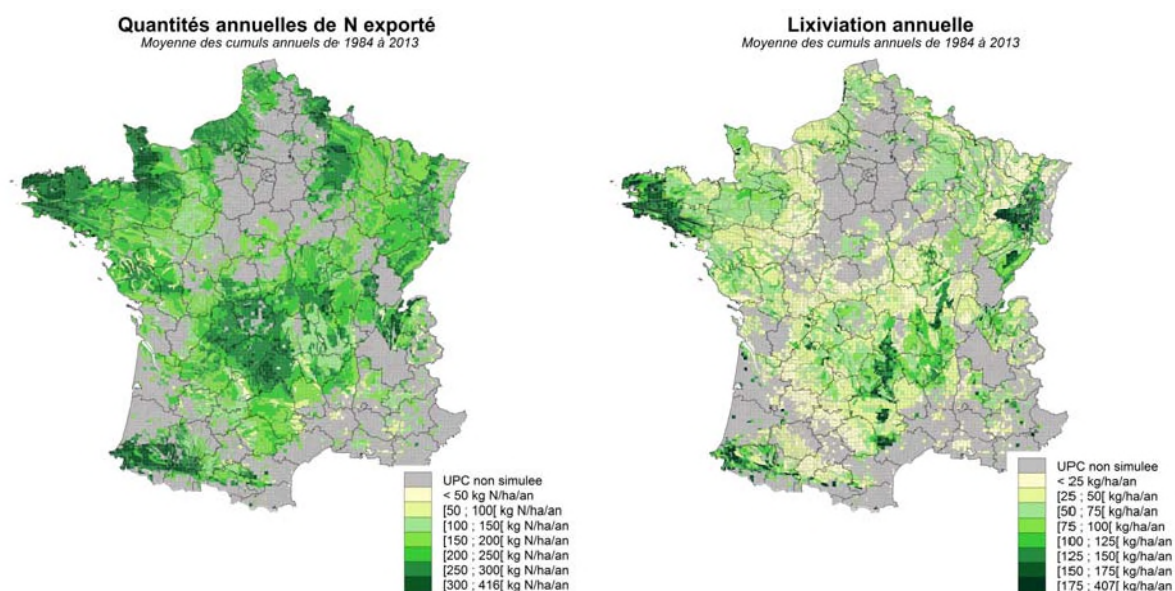 Quantités annuelles de N exporté
Moyenne des cumuls annuels de 1984 à 2013
UPC non simulee
< 50 kg N/ha/an
[50 ; 100[ kg N/ha/an
[100 ; 150[ kg N/ha/an
[150 ; 200[ kg N/ha/an
[200 ; 250[ kg N/ha/an
[250 ; 300[ kg N/ha/an
[300 ; 416[ kg N/ha/an
Lixiviation annuelle
Moyenne des cumuls annuels de 1984 à 2013
UPC non simulee
< 25 kg/ha/an
[25 ; 50[ kg/ha/an
[50 ; 75[ kg/ha/an
[75 ; 100[ kg/ha/an
[100 ; 125[ kg/ha/an
[125 ; 150[ kg/ha/an
[150 ; 175[ kg/ha/an
[175 ; 407[ kg/ha/an